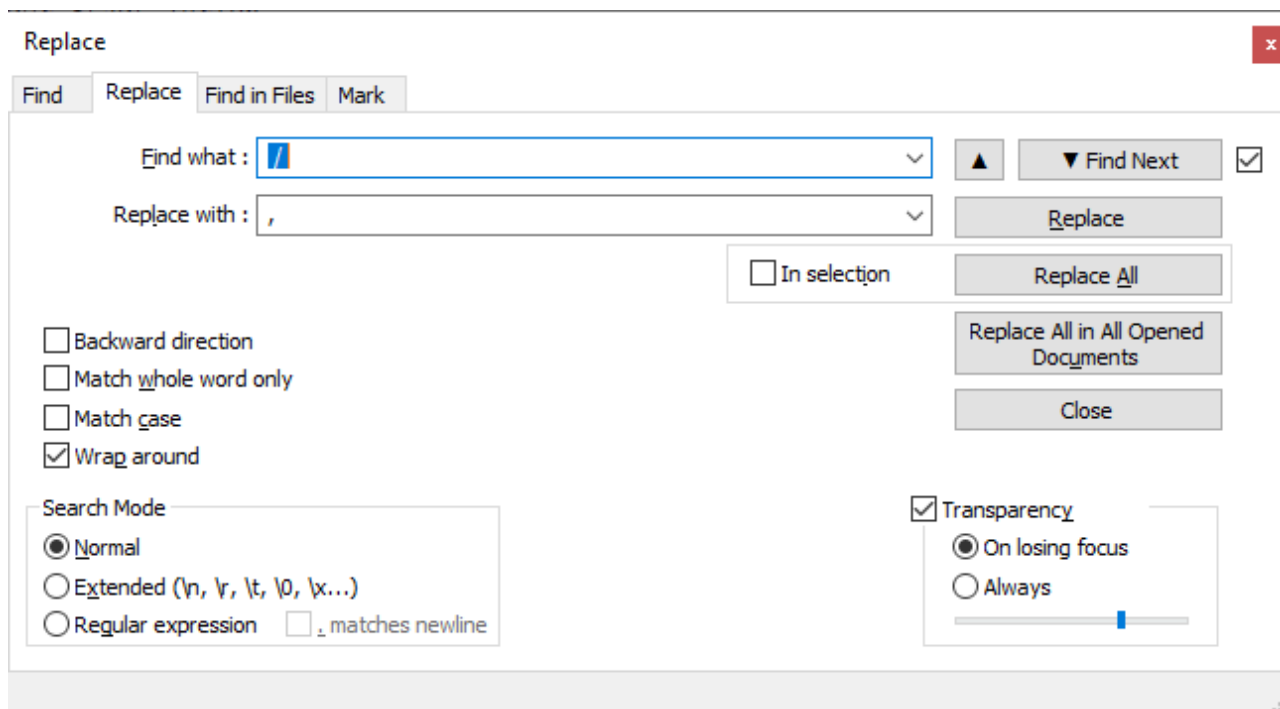 Replace
x
Find Replace Find in Files Mark
Find what : / ▲ ▼ Find Next
Replace with : , Replace
In selection Replace All
Backward direction
Replace All in All Opened Documents
Match whole word only
Match case
Close
Wrap around
Search Mode
Normal
Extended (\n, \r, \t, \0, \x...)
Regular expression . matches newline
Transparency
On losing focus
Always